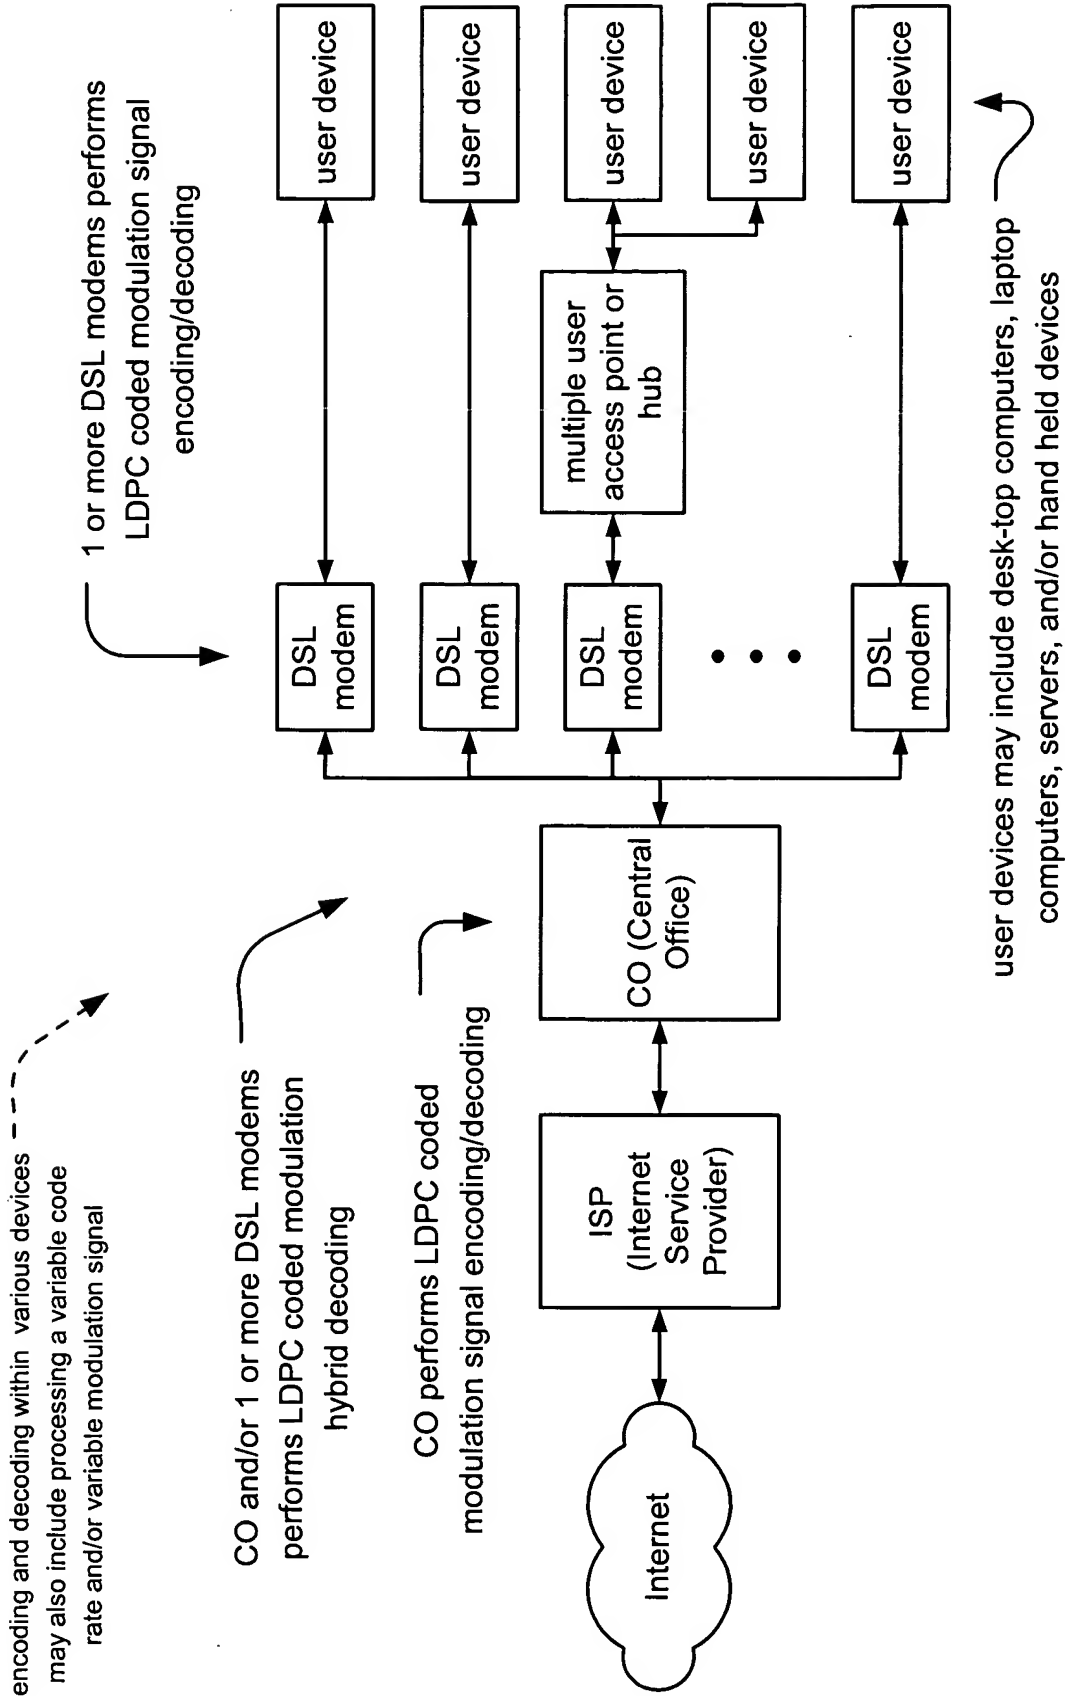 encoding and decoding within various devices
may also include processing a variable code
rate and/or variable modulation signal
CO and/or 1 or more DSL modems
performs LDPC coded modulation
hybrid decoding
CO performs LDPC coded
modulation signal encoding/decoding
1 or more DSL modems performs
LDPC coded modulation signal
encoding/decoding
Internet
ISP
(Internet
Service
Provider)
CO (Central
Office)
DSL
modem
user device
DSL
modem
user device
DSL
modem
multiple user
access point or
hub
user device
user device
DSL
modem
user device
user devices may include desk-top computers, laptop
computers, servers, and/or hand held devices